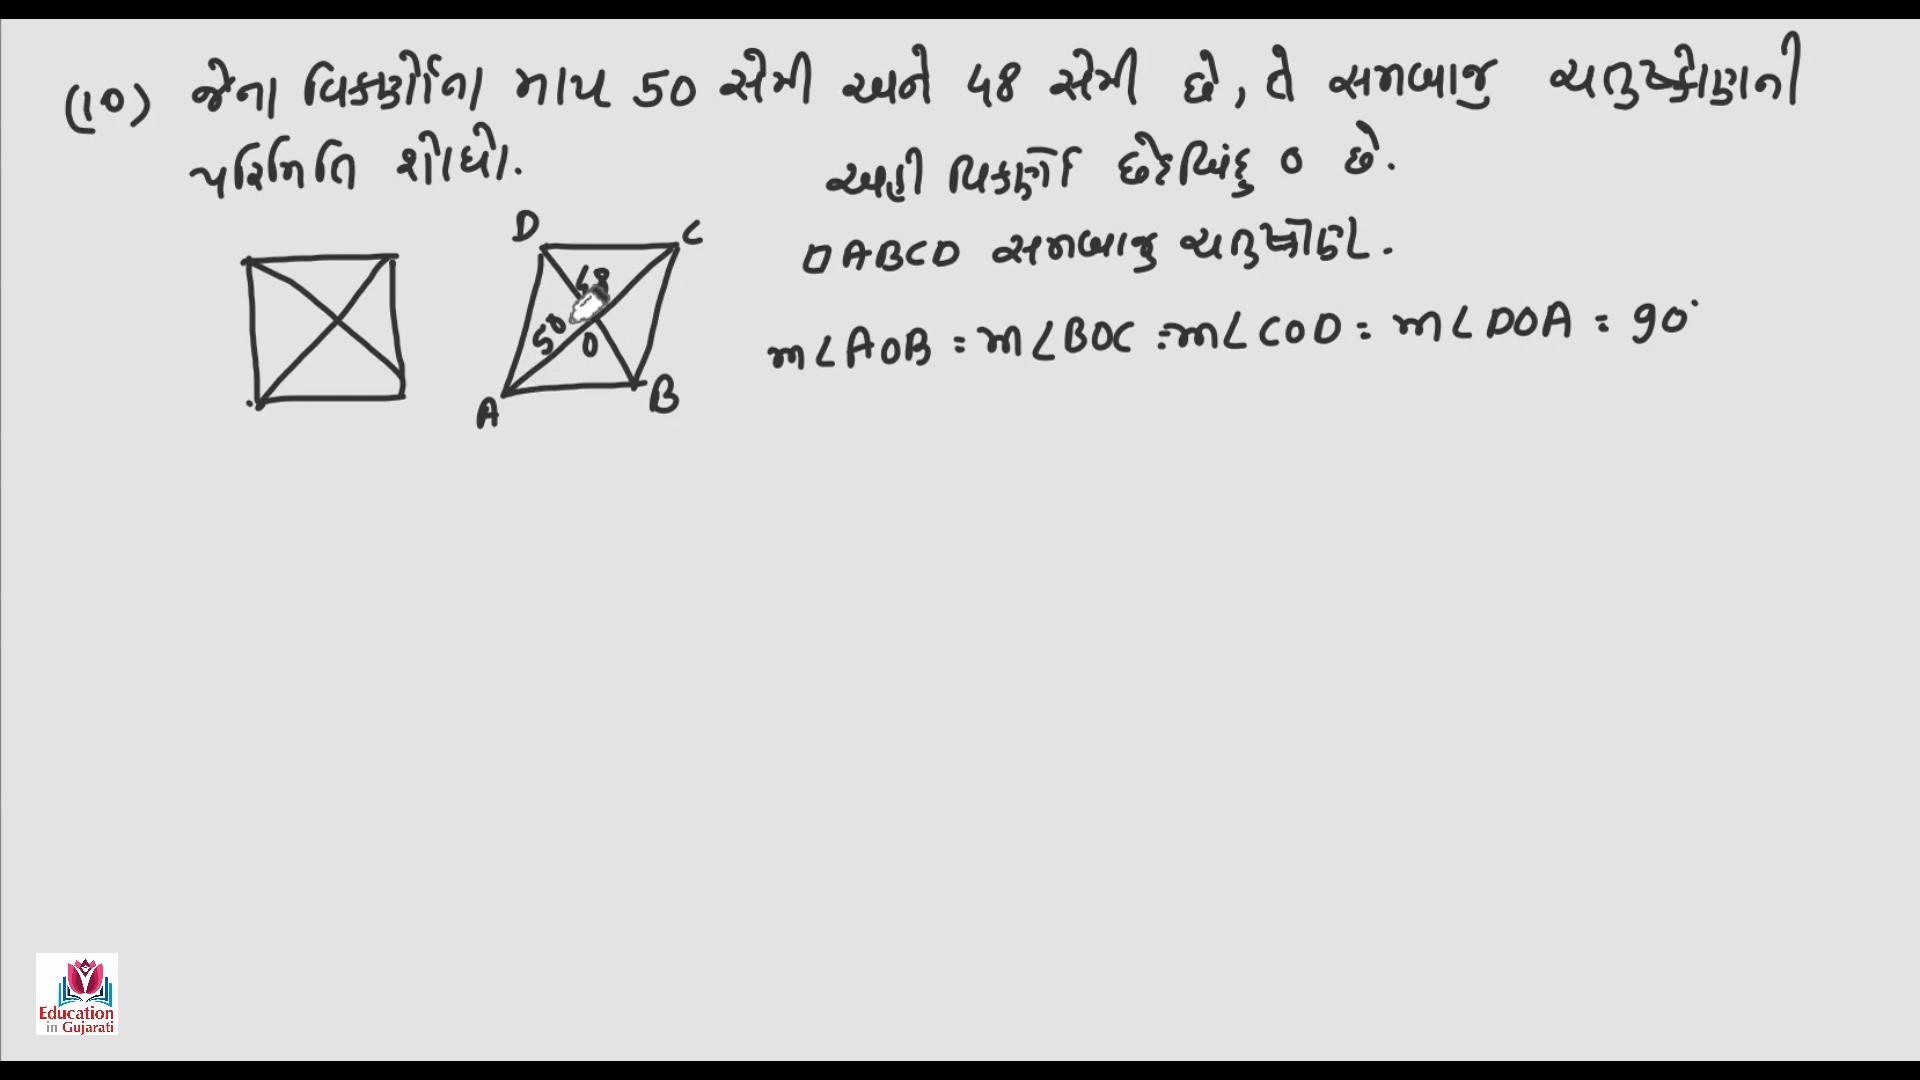 (10) જેના વિકર્ણોના માપ 50 સેમી અને 48 સેમી છે, તે સમબાજુ ચતુષ્કોણની
પરિમિતિ શોધો.
અહી વિકર્ણો છેદબિંદુ O છે.
□ABCD સમબાજુ ચતુષ્કોણ.
m∠AOB = m∠BOC = m∠COD = m∠DOA = 90°
D C
48
50
O
A B
Education
in Gujarati